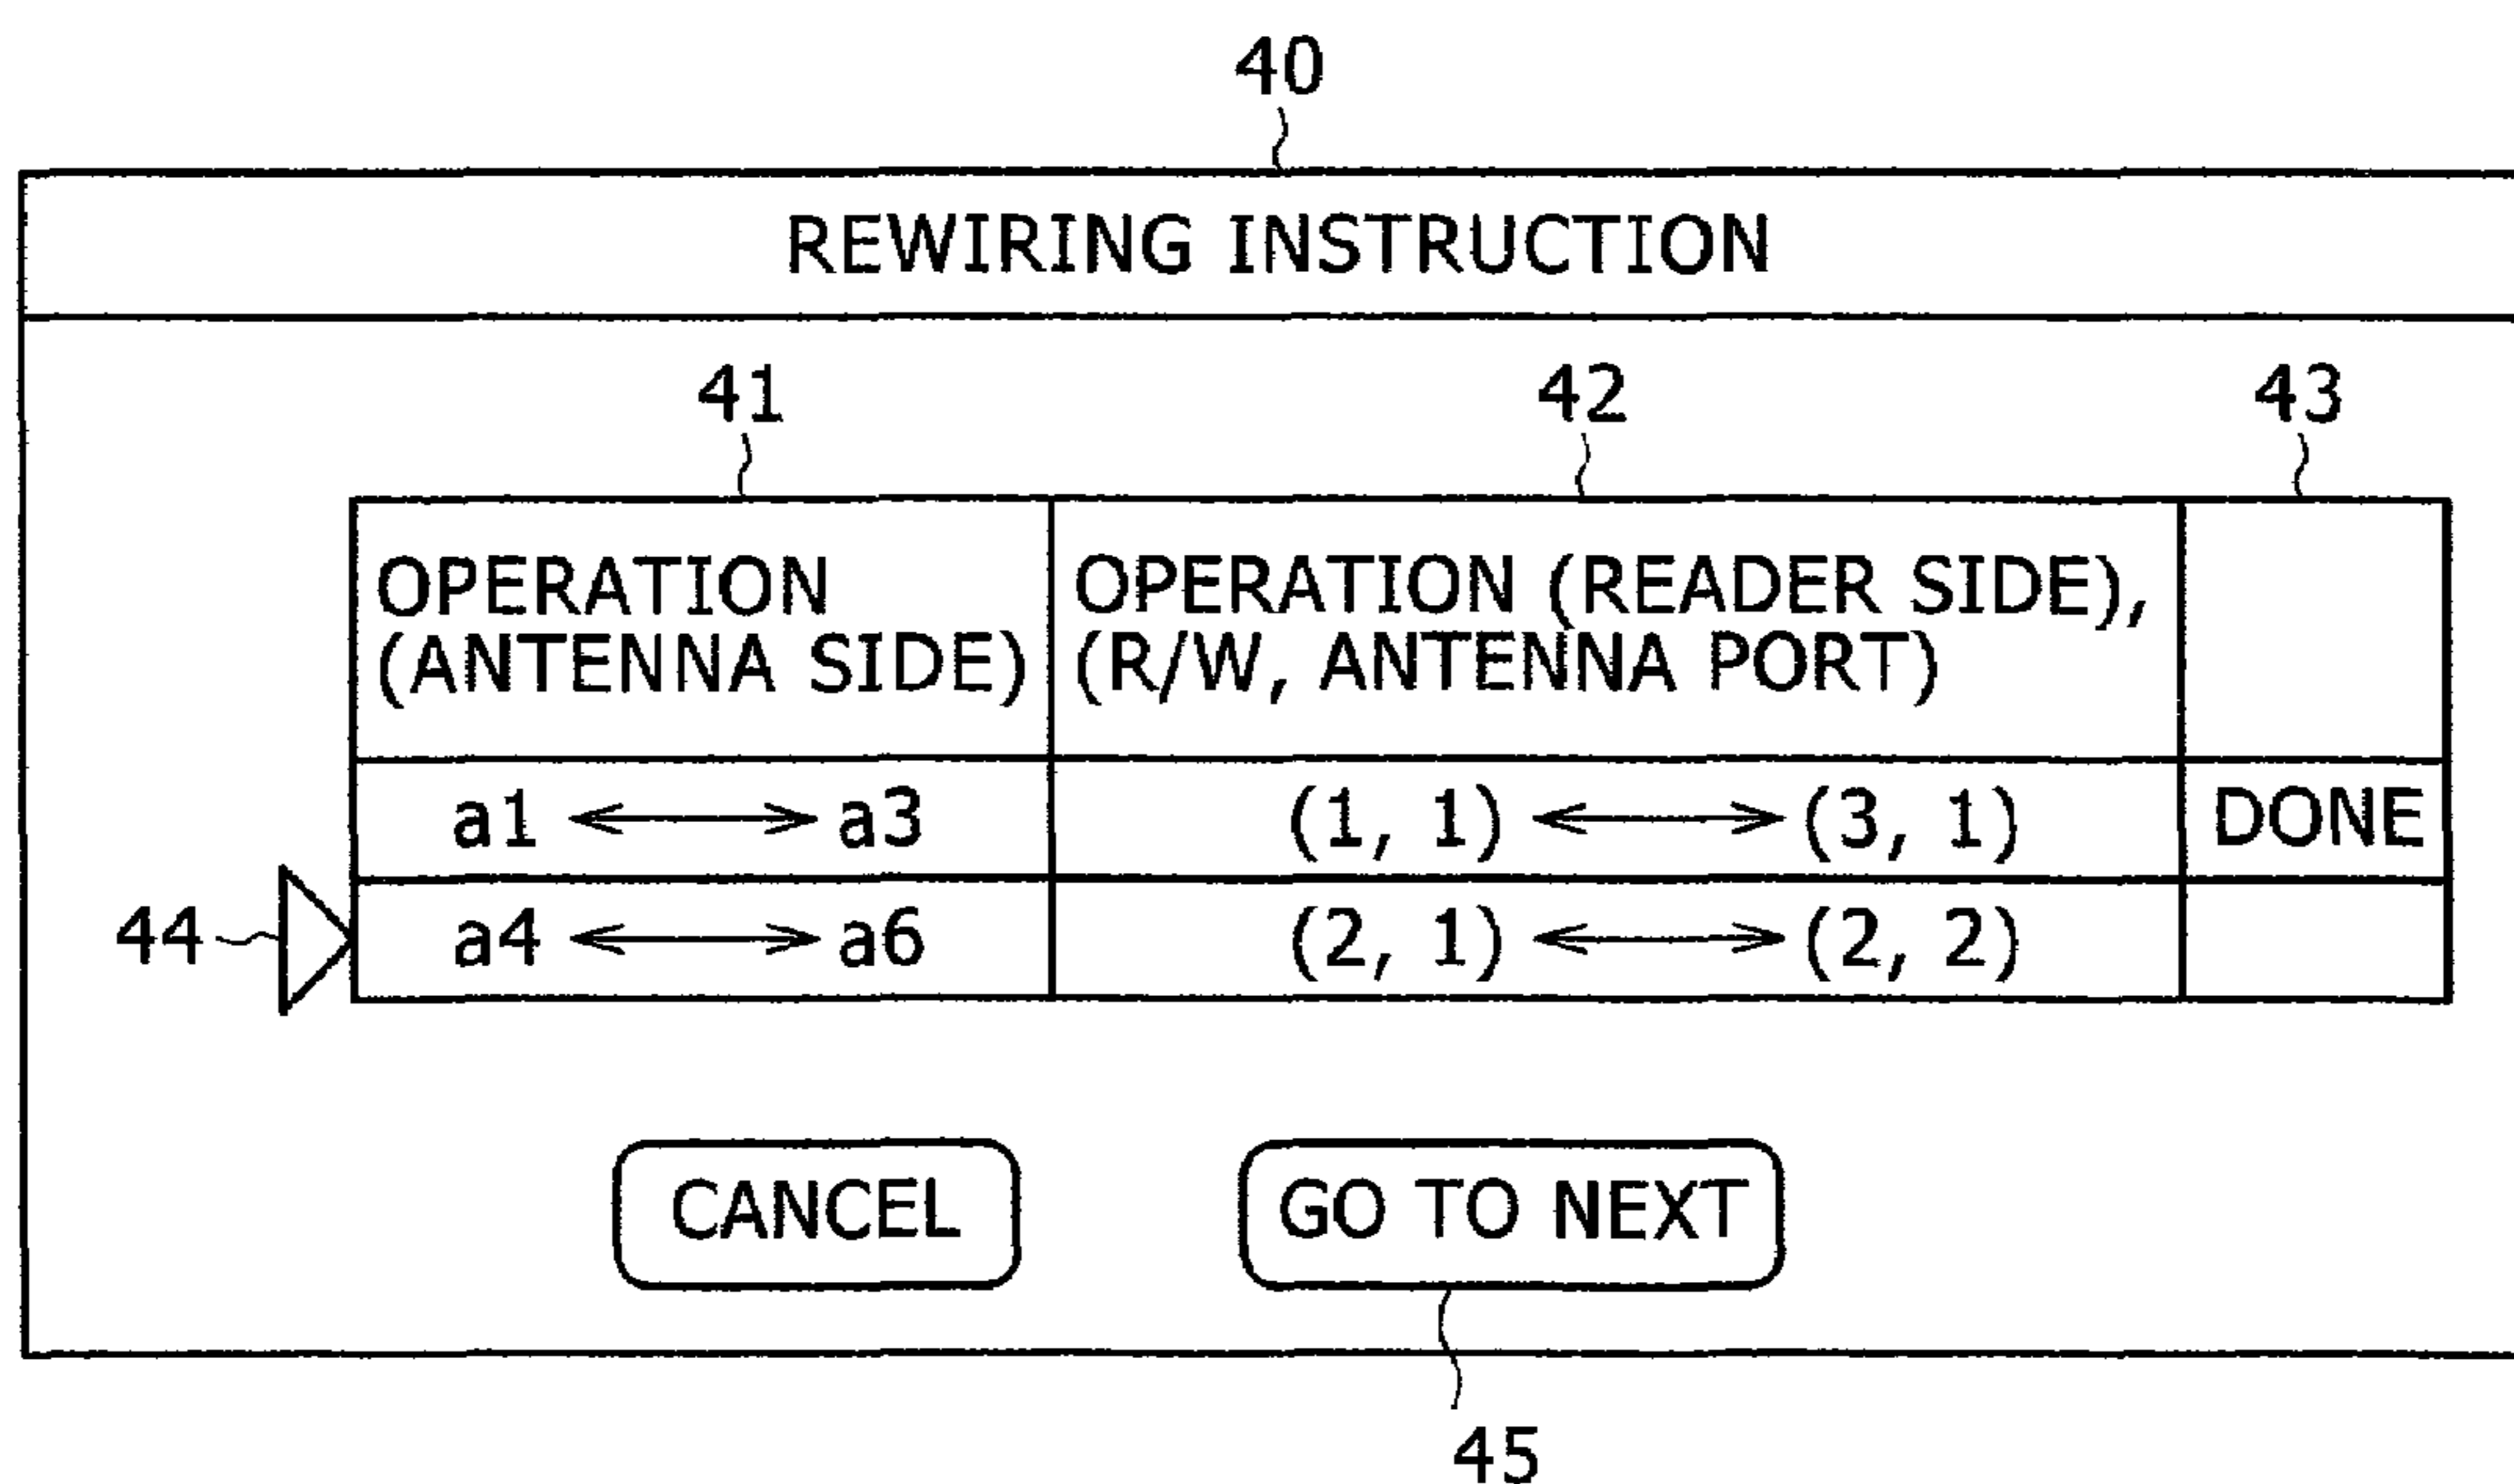 40
REWIRING INSTRUCTION
41 42 43
OPERATION
(ANTENNA SIDE)
OPERATION (READER SIDE),
(R/W, ANTENNA PORT)
a1 ⟷ a3 (1, 1) ⟷ (3, 1) DONE
44 a4 ⟷ a6 (2, 1) ⟷ (2, 2)
CANCEL GO TO NEXT
45